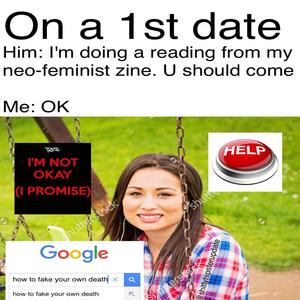 On a 1st date
Him: I'm doing a reading from my
neo-feminist zine. U should come
Me: OK
I'M NOT
OKAY
(I PROMISE)
HELP
Google
how to fake your own death
how to fake your own death
@shittyhipsterupdate